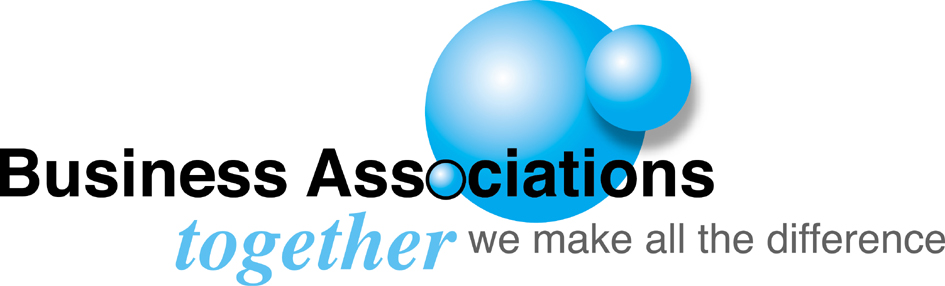 Business Associations
together we make all the difference